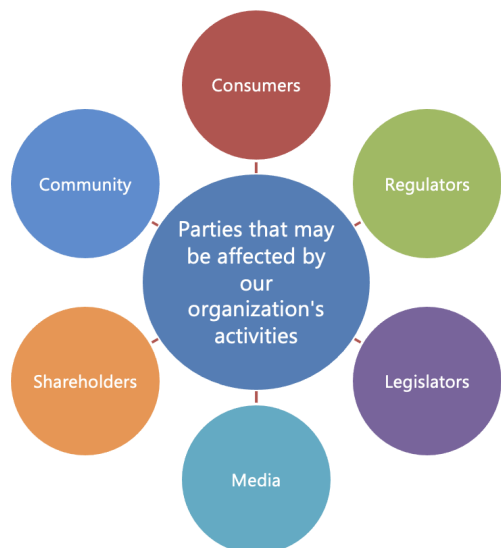 Consumers
Community
Regulators
Parties that may
be affected by
our
organization's
activities
Shareholders
Legislators
Media